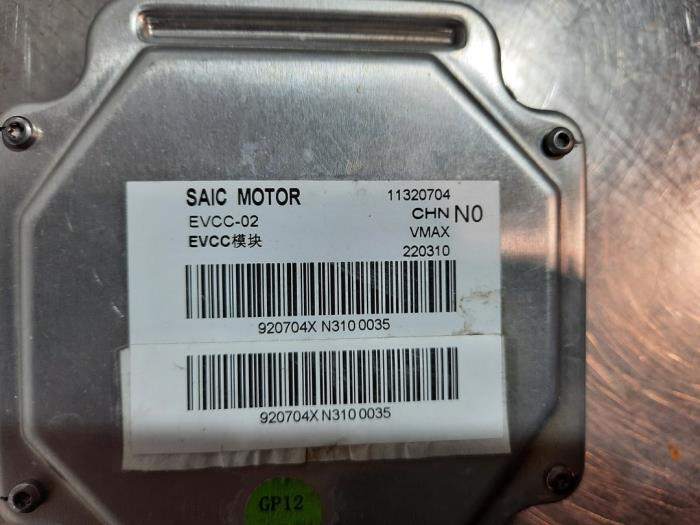 SAIC MOTOR 11320704
EVCC-02 CHN N0
EVCC模块 VMAX
220310
920704X N310 0035
920704X N310 0035
GP12